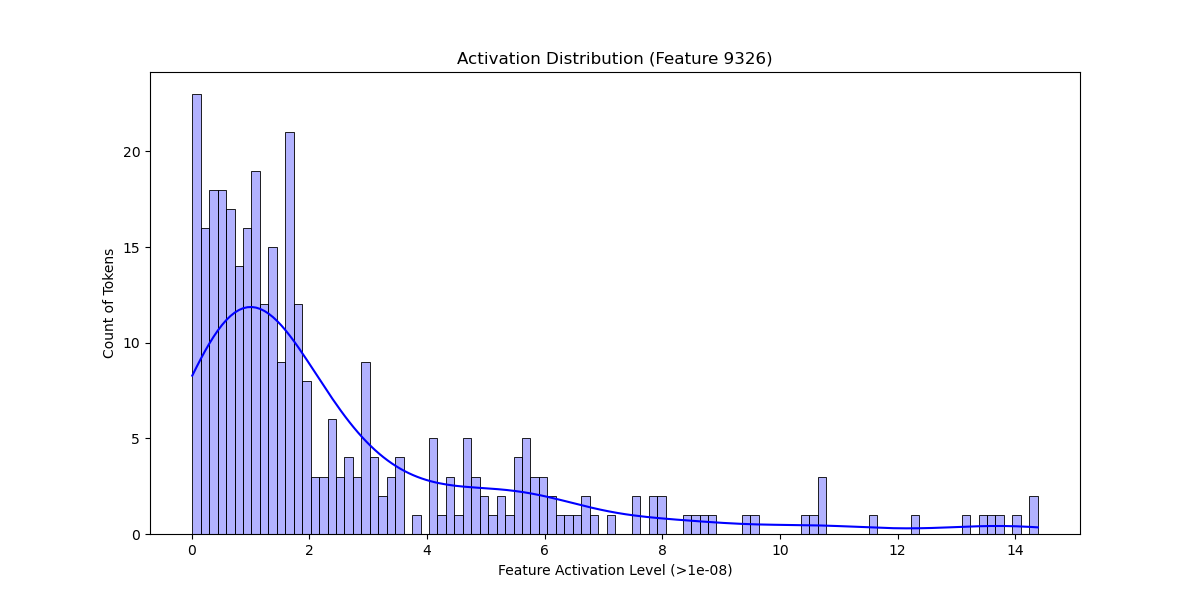 Activation Distribution (Feature 9326)
Count of Tokens
20
15
10
5
0
0 2 4 6 8 10 12 14
Feature Activation Level (>1e-08)